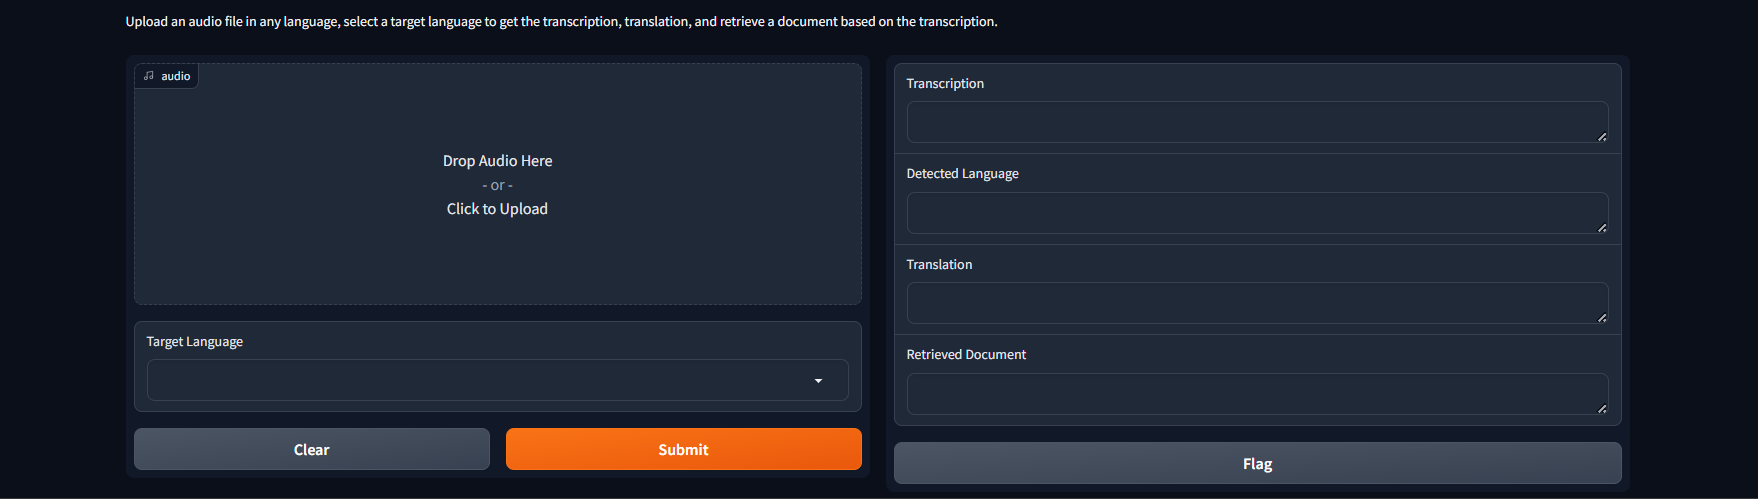 Upload an audio file in any language, select a target language to get the transcription, translation, and retrieve a document based on the transcription.
audio
Drop Audio Here
- or -
Click to Upload
Target Language
Clear
Submit
Transcription
Detected Language
Translation
Retrieved Document
Flag